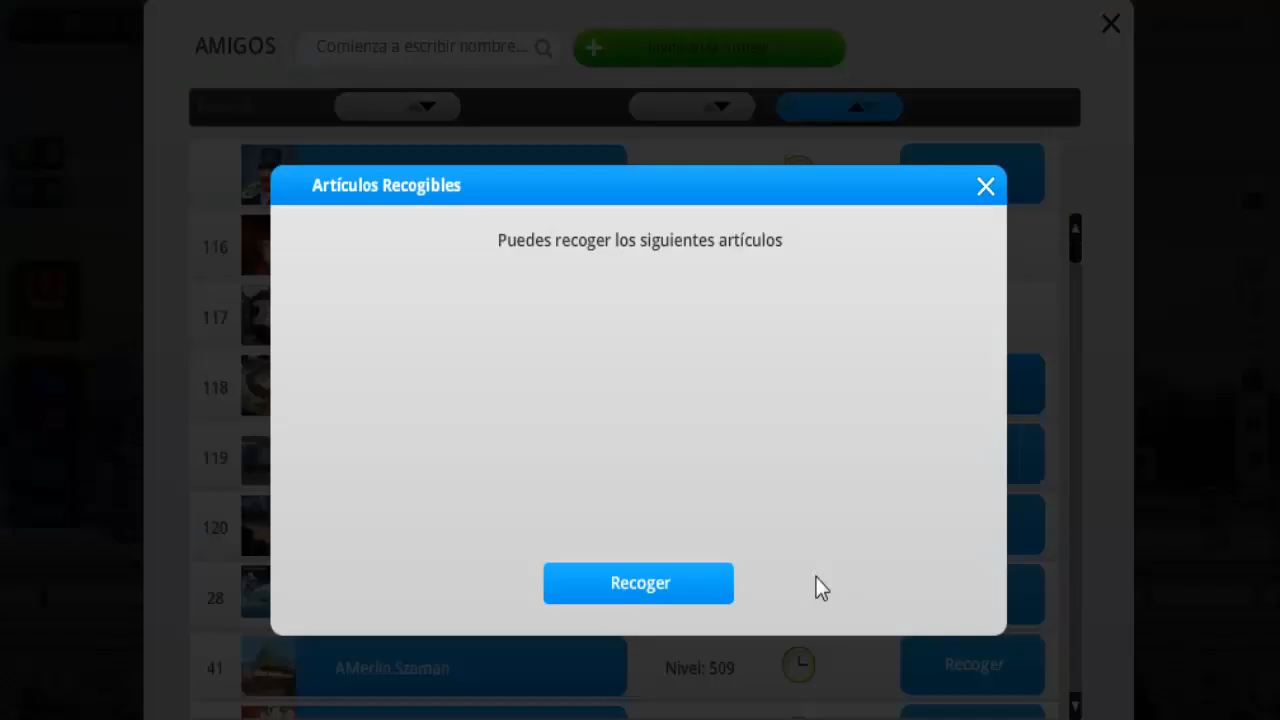 AMIGOS
Comienza a escribir nombre...
Artículos Recogibles
Puedes recoger los siguientes artículos
116
117
118
119
120
28
Recoger
41 AMerlio Szaman Nivel: 509 Recoger